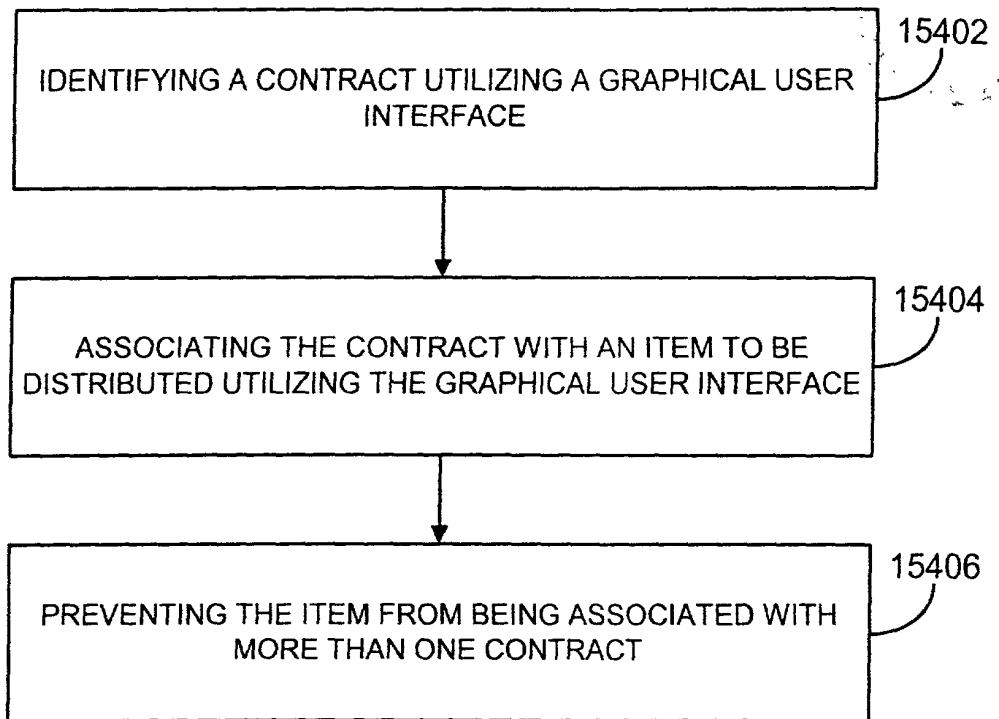 15402
IDENTIFYING A CONTRACT UTILIZING A GRAPHICAL USER
INTERFACE
15404
ASSOCIATING THE CONTRACT WITH AN ITEM TO BE
DISTRIBUTED UTILIZING THE GRAPHICAL USER INTERFACE
15406
PREVENTING THE ITEM FROM BEING ASSOCIATED WITH
MORE THAN ONE CONTRACT